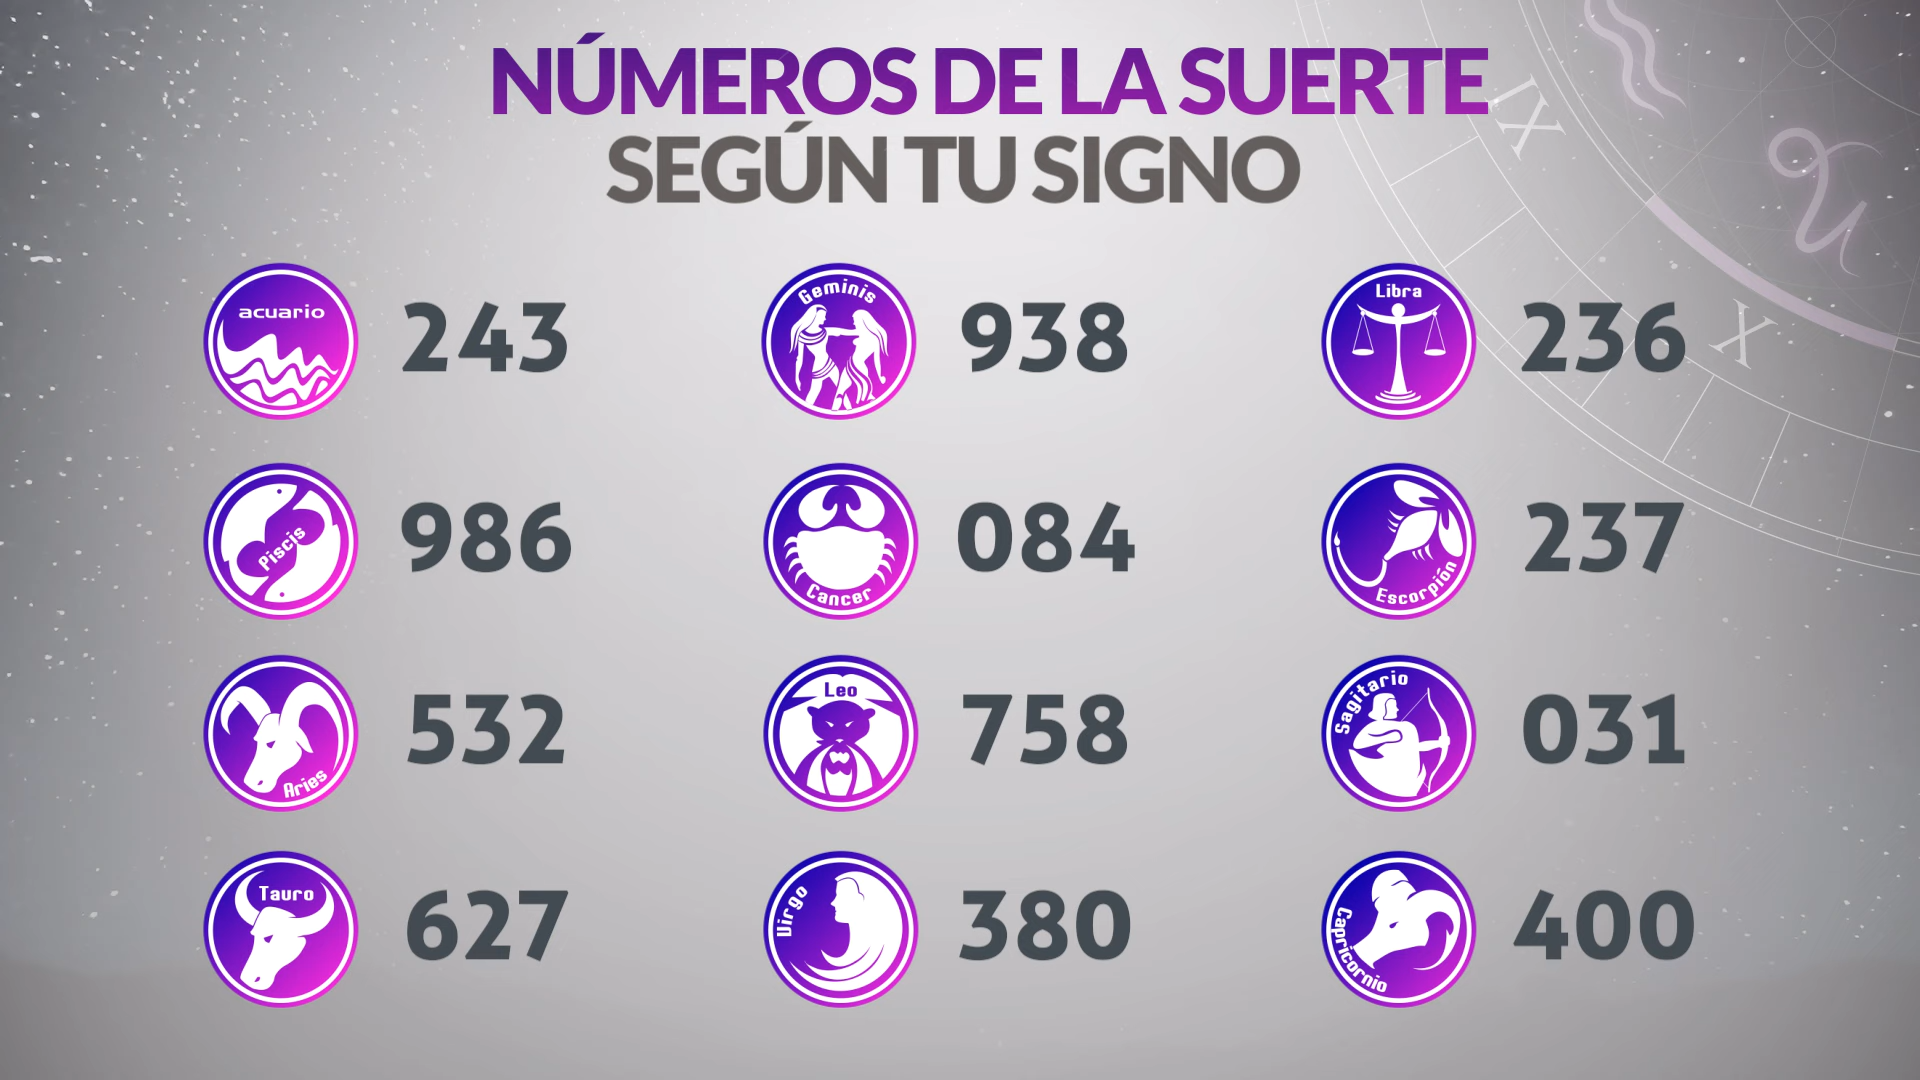 NÚMEROS DE LA SUERTE
SEGÚN TU SIGNO
acuario 243
Geminis 938
Libra 236
Piscis 986
Cancer 084
Escorpión 237
Aries 532
Leo 758
Sagitario 031
Tauro 627
Virgo 380
Capricornio 400
IX
X